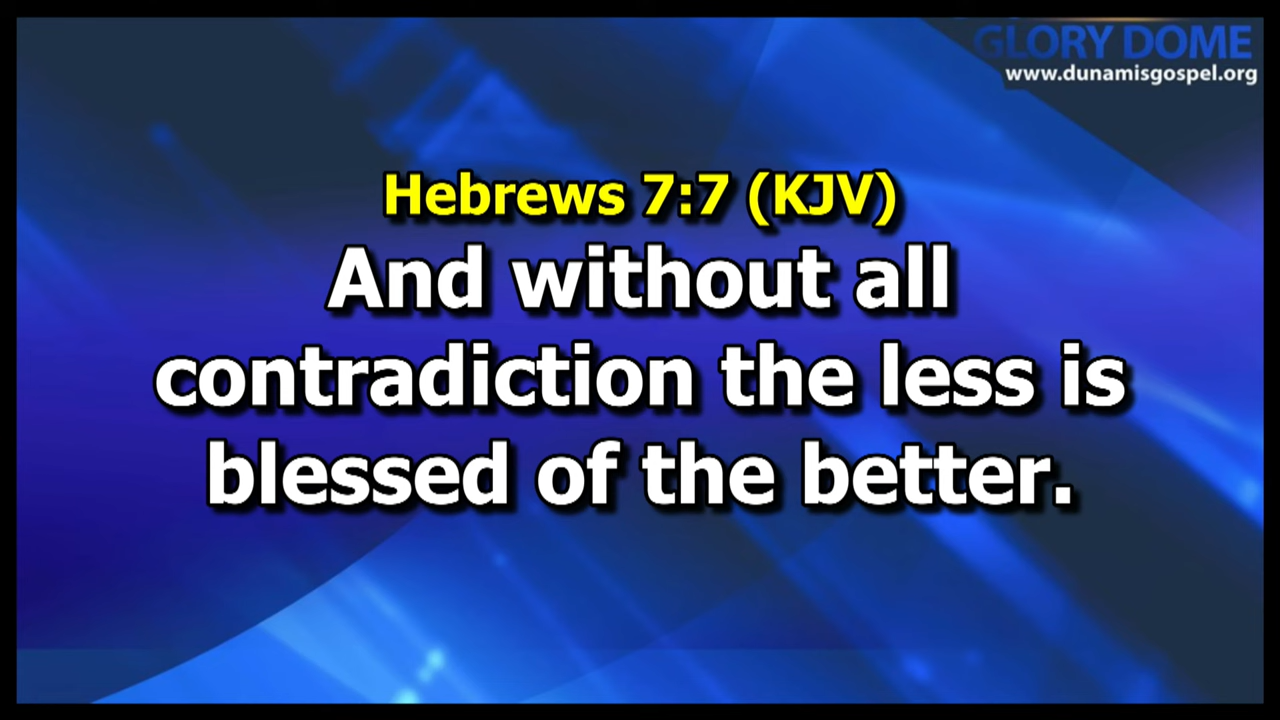 GLORY DOME
www.dunamisgospel.org
Hebrews 7:7 (KJV)
And without all
contradiction the less is
blessed of the better.